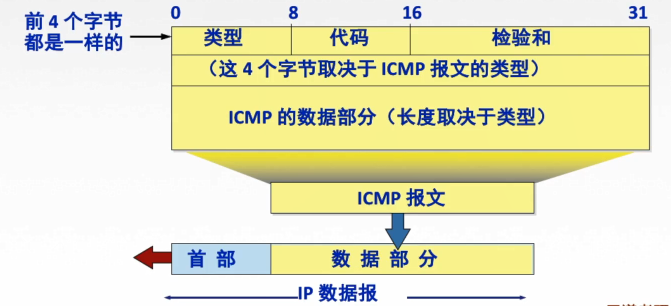 0 8 16 31
前 4 个字节
都是一样的
类型 代码 检验和
（这 4 个字节取决于 ICMP 报文的类型）
ICMP 的数据部分（长度取决于类型）
ICMP 报文
首部 数据部分
IP 数据报